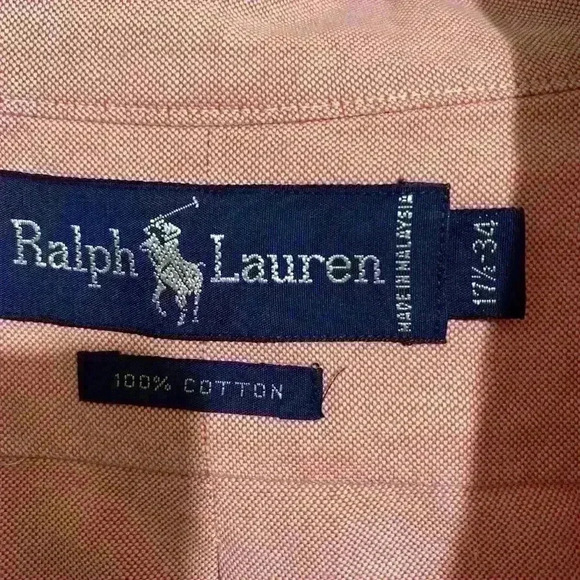 Ralph Lauren
MADE IN MALAYSIA
17½-34
100% COTTON